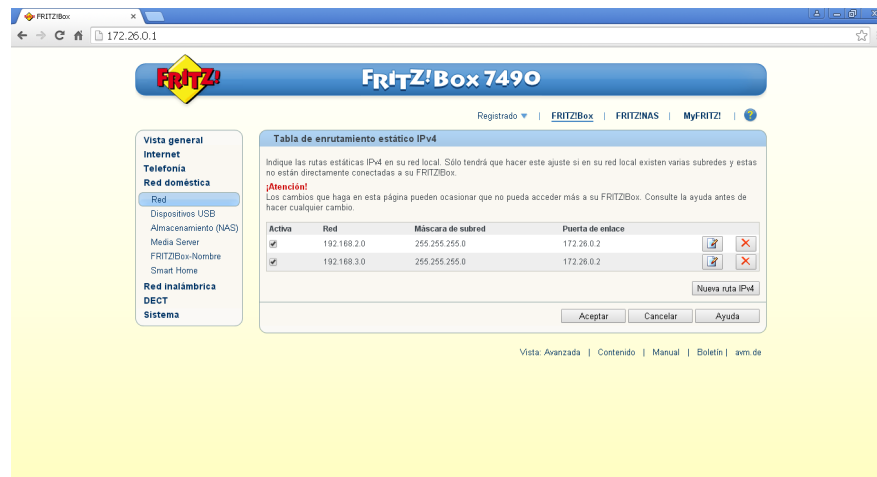 FRITZ!Box
172.26.0.1
FRITZ!
FRITZ!Box 7490
Registrado | FRITZ!Box | FRITZ!NAS | MyFRITZ! | ?
Vista general
Internet
Telefonía
Red doméstica
Red
Dispositivos USB
Almacenamiento (NAS)
Media Server
FRITZ!Box-Nombre
Smart Home
Red inalámbrica
DECT
Sistema
Tabla de enrutamiento estático IPv4
Indique las rutas estáticas IPv4 en su red local. Sólo tendrá que hacer este ajuste si en su red local existen varias subredes y estas
no están directamente conectadas a su FRITZ!Box.
¡Atención!
Los cambios que haga en esta página pueden ocasionar que no pueda acceder más a su FRITZ!Box. Consulte la ayuda antes de
hacer cualquier cambio.
Activa Red Máscara de subred Puerta de enlace
192.168.2.0 255.255.255.0 172.26.0.2
192.168.3.0 255.255.255.0 172.26.0.2
Nueva ruta IPv4
Aceptar Cancelar Ayuda
Vista: Avanzada | Contenido | Manual | Boletín | avm.de